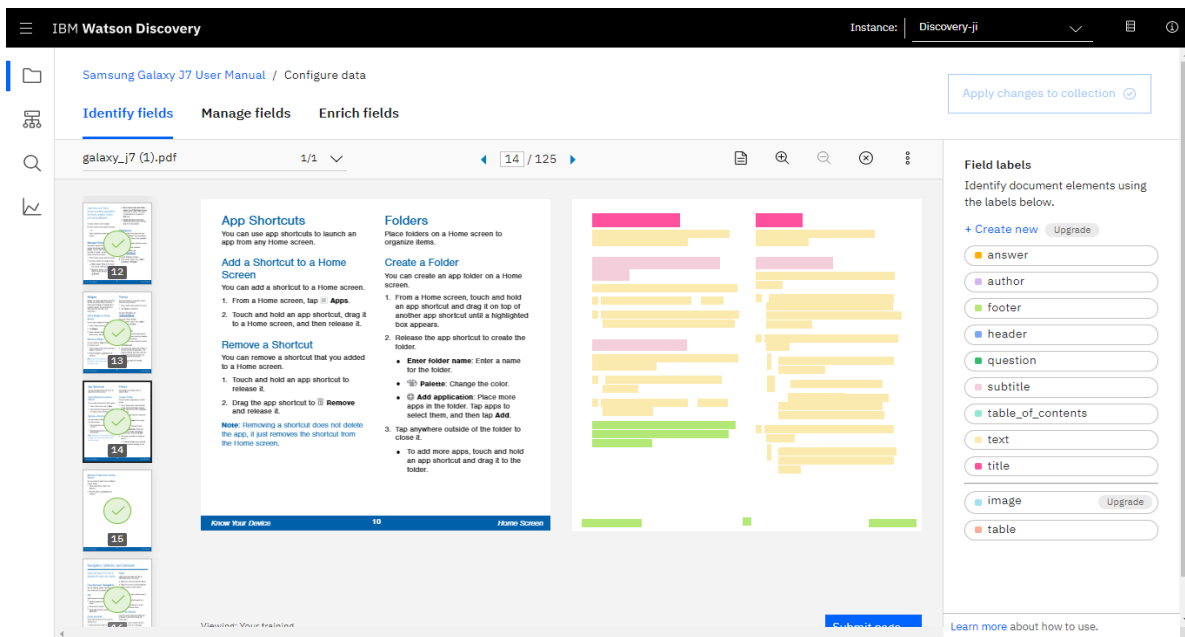 IBM Watson Discovery
Instance:
Discovery-ji
Samsung Galaxy J7 User Manual / Configure data
Apply changes to collection
Identify fields
Manage fields
Enrich fields
galaxy_j7 (1).pdf
1/1
14 / 125
12
13
14
15
16
App Shortcuts
You can use app shortcuts to launch an
app from any Home screen.
Add a Shortcut to a Home
Screen
You can add a shortcut to a Home screen.
1. From a Home screen, tap Apps.
2. Touch and hold an app shortcut, drag it
to a Home screen, and then release it.
Remove a Shortcut
You can remove a shortcut that you added
to a Home screen.
1. Touch and hold an app shortcut to
release it.
2. Drag the app shortcut to Remove
and release it.
Note: Removing a shortcut does not delete
the app, it just removes the shortcut from
the Home screen.
Folders
Place folders on a Home screen to
organize items.
Create a Folder
You can create an app folder on a Home
screen.
1. From a Home screen, touch and hold
an app shortcut and drag it on top of
another app shortcut until a highlighted
box appears.
2. Release the app shortcut to create the
folder.
• Enter folder name: Enter a name
for the folder.
• Palette: Change the color.
• Add application: Place more
apps in the folder. Tap apps to
select them, and then tap Add.
3. Tap anywhere outside of the folder to
close it.
• To add more apps, touch and hold
an app shortcut and drag it to the
folder.
Know Your Device
10
Home Screen
Viewing: Your training
Submit page
Field labels
Identify document elements using
the labels below.
+ Create new
Upgrade
answer
author
footer
header
question
subtitle
table_of_contents
text
title
image
Upgrade
table
Learn more about how to use.